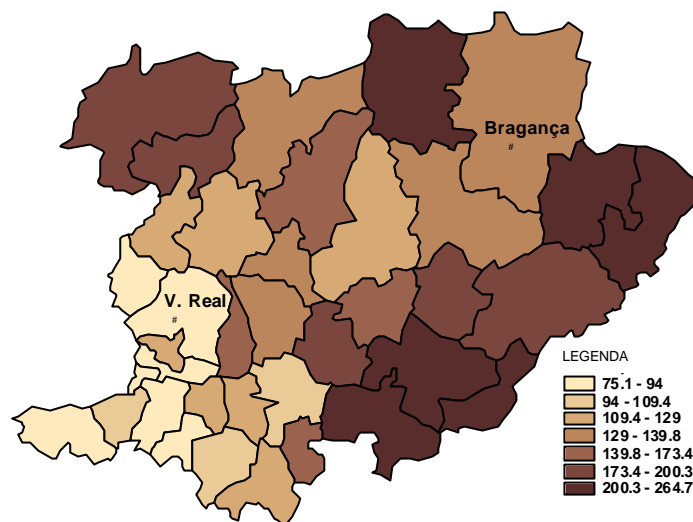 Bragança
#
V. Real
#
LEGENDA
75.1 - 94
94 - 109.4
109.4 - 129
129 - 139.8
139.8 - 173.4
173.4 - 200.3
200.3 - 264.7